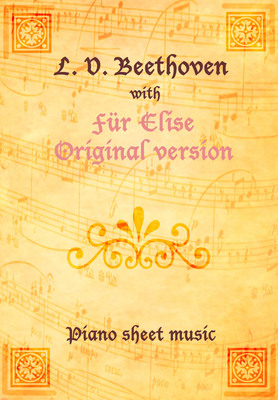 L. V. Beethoven
with
Für Elise
Original version
Piano sheet music